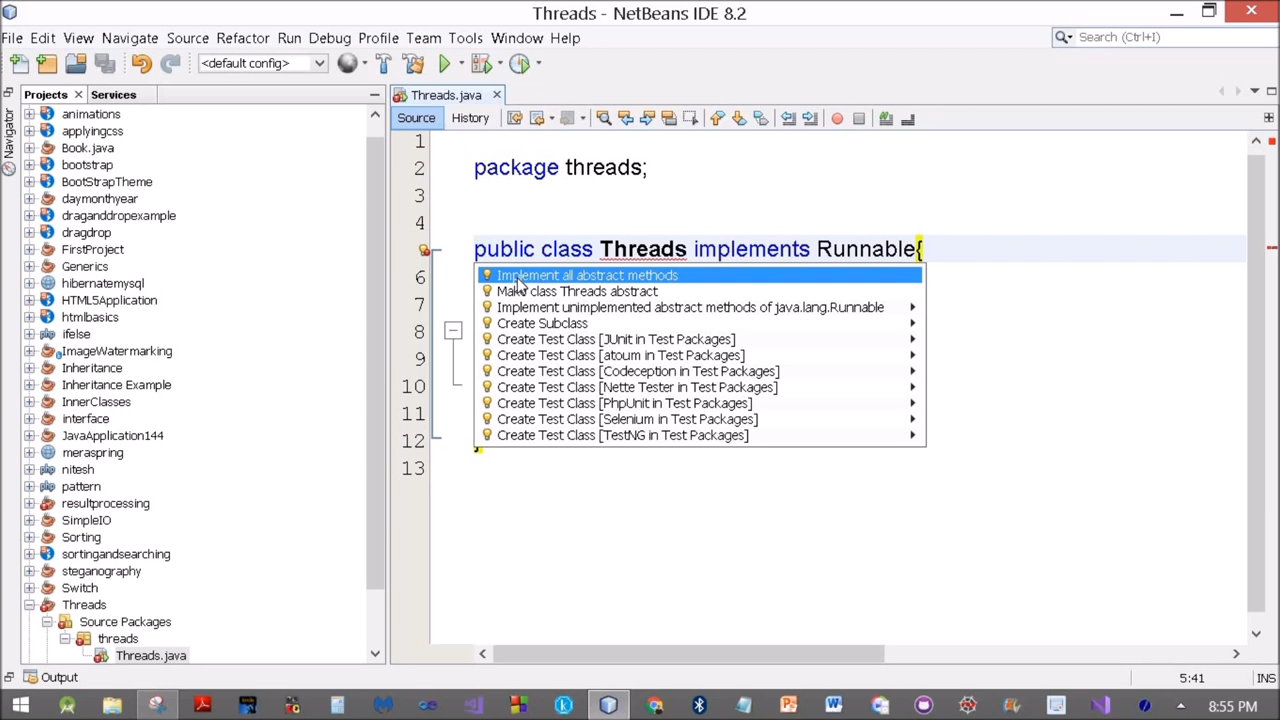 Threads - NetBeans IDE 8.2
File Edit View Navigate Source Refactor Run Debug Profile Team Tools Window Help
Search (Ctrl+I)
<default config>
Projects Services
Threads.java
Navigator
Source History
animations
applyingcss
Book.java
bootstrap
BootStrapTheme
daymonthyear
draganddropexample
dragdrop
FirstProject
Generics
hibernatemysql
HTML5Application
htmlbasics
ifelse
ImageWatermarking
Inheritance
Inheritance Example
InnerClasses
interface
JavaApplication144
meraspring
nitesh
pattern
resultprocessing
SimpleIO
Sorting
sortingandsearching
steganography
Switch
Threads
Source Packages
threads
Threads.java
1
2 package threads;
3
4
public class Threads implements Runnable{
6
7
8
9
10
11
12 }
13
Implement all abstract methods
Make class Threads abstract
Implement unimplemented abstract methods of java.lang.Runnable
Create Subclass
Create Test Class [JUnit in Test Packages]
Create Test Class [atoum in Test Packages]
Create Test Class [Codeception in Test Packages]
Create Test Class [Nette Tester in Test Packages]
Create Test Class [PhpUnit in Test Packages]
Create Test Class [Selenium in Test Packages]
Create Test Class [TestNG in Test Packages]
Output
5:41
8:55 PM